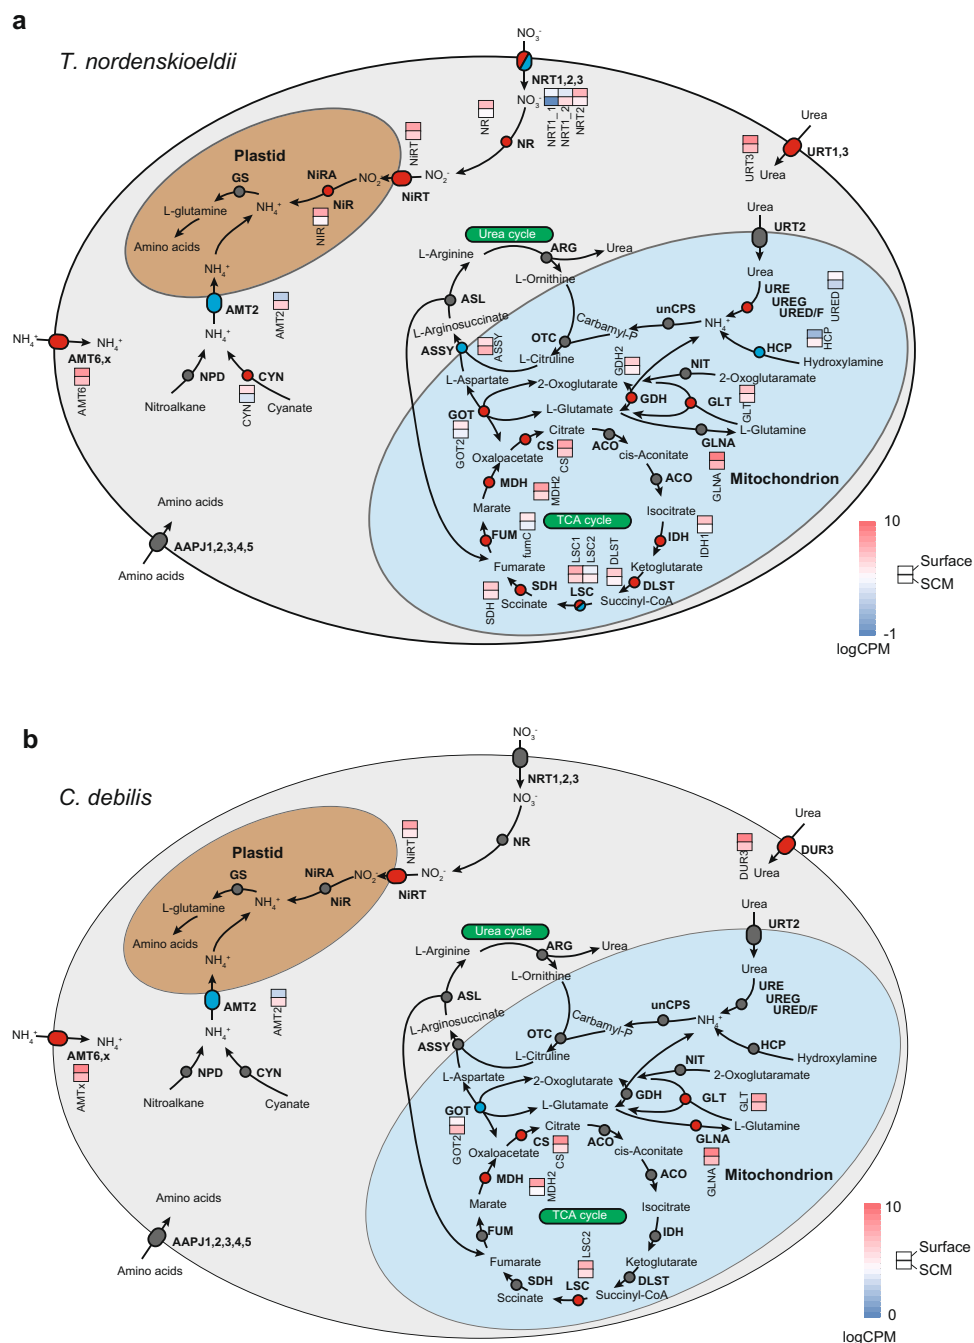 a
T. nordenskioeldii
NO3-
NRT1,2,3
NO3-
NRT1_1
NRT1_2
NRT2
NR
NR
NiRT
NO2-
NiRT
NO2-
Plastid
GS
NiRA
NiR
NIR
L-glutamine
NH4+
Amino acids
NH4+
AMT2
AMT2
NH4+
NH4+
NH4+
AMT6,x
AMT6
NPD
CYN
CYN
Nitroalkane
Cyanate
Amino acids
AAPJ1,2,3,4,5
Amino acids
Urea
URT1,3
URT3
Urea
Urea
URT2
Urea
Urea cycle
L-Arginine
ARG
Urea
L-Ornithine
ASL
L-Arginosuccinate
ASSY
ASSY
OTC
Carbamyl-P
L-Citruline
unCPS
NH4+
URE
UREG
URED/F
URED
HCP
HCP
Hydroxylamine
L-Aspartate
2-Oxoglutarate
GDH2
NIT
2-Oxoglutaramate
GOT
GOT2
L-Glutamate
GDH
GLT
GLT
L-Glutamine
GLNA
GLNA
Mitochondrion
Citrate
CS
CS
ACO
Oxaloacetate
cis-Aconitate
MDH
MDH2
ACO
Marate
Isocitrate
TCA cycle
FUM
fumC
LSC1
LSC2
DLST
IDH
IDH1
Fumarate
Ketoglutarate
SDH
SDH
DLST
LSC
Sccinate
Succinyl-CoA
10
-1
logCPM
Surface
SCM
b
C. debilis
NO3-
NRT1,2,3
NO3-
NR
NiRT
NO2-
NiRT
NO2-
Plastid
GS
NiRA
NiR
L-glutamine
NH4+
Amino acids
NH4+
AMT2
AMT2
NH4+
NH4+
NH4+
AMT6,x
AMTx
NPD
CYN
Nitroalkane
Cyanate
Amino acids
AAPJ1,2,3,4,5
Amino acids
Urea
DUR3
DUR3
Urea
Urea
URT2
Urea
Urea cycle
L-Arginine
ARG
Urea
L-Ornithine
ASL
L-Arginosuccinate
ASSY
OTC
Carbamyl-P
L-Citruline
unCPS
NH4+
URE
UREG
URED/F
HCP
Hydroxylamine
L-Aspartate
2-Oxoglutarate
NIT
2-Oxoglutaramate
GOT
GOT2
L-Glutamate
GDH
GLT
GLT
L-Glutamine
GLNA
GLNA
Mitochondrion
Citrate
CS
CS
ACO
Oxaloacetate
cis-Aconitate
MDH
MDH2
ACO
Marate
Isocitrate
TCA cycle
FUM
LSC2
IDH
Fumarate
Ketoglutarate
SDH
DLST
LSC
Sccinate
Succinyl-CoA
10
0
logCPM
Surface
SCM